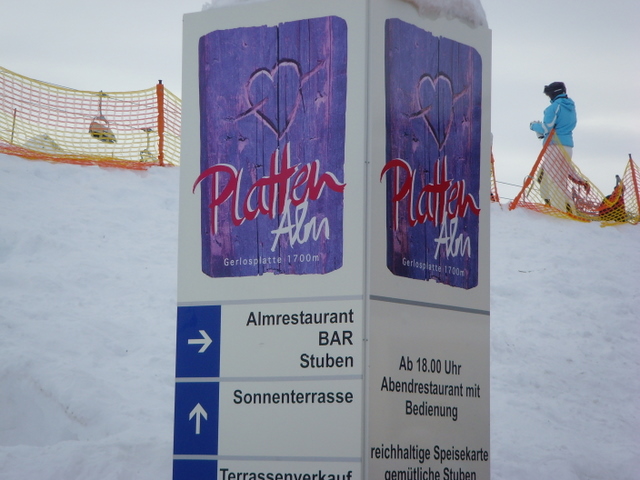 Platten
Alm
Gerlosplatte 1700m
Almrestaurant
BAR
Stuben
Sonnenterrasse
Terrassenverkauf
Platten
Alm
Gerlosplatte 1700m
Ab 18.00 Uhr
Abendrestaurant mit
Bedienung
reichhaltige Speisekarte
gemütliche Stuben